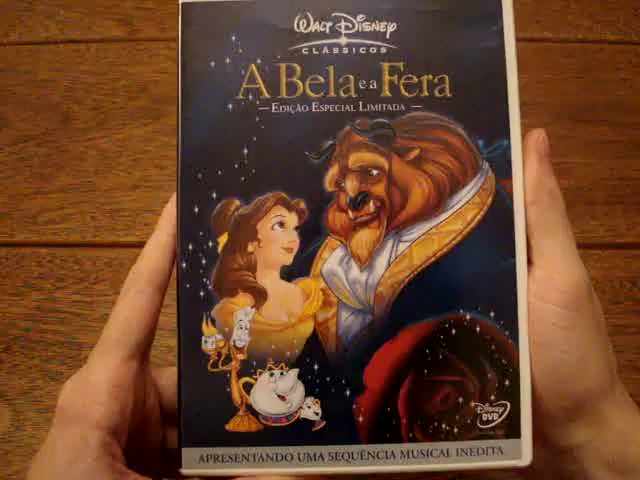 Walt Disney
CLÁSSICOS
A Bela e a Fera
— Edição Especial Limitada —
Disney
DVD
APRESENTANDO UMA SEQUÊNCIA MUSICAL INÉDITA